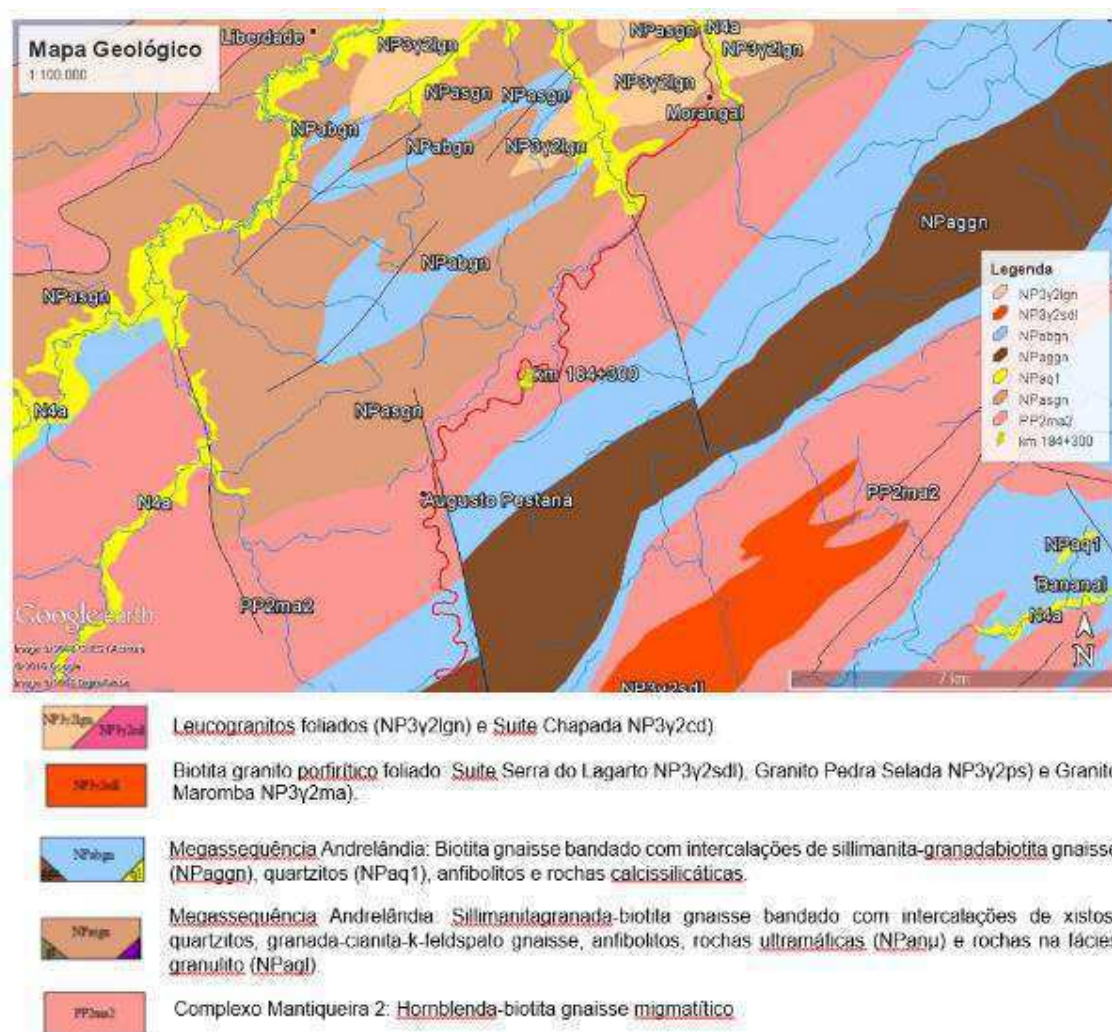 Mapa Geológico
1:100.000
Liberdade
NP3γ2lgn
NPasgn
N4a
NP3γ2lgn
NP3γ2lgn
NPasgn
NPasgn
Morangal
NPabgn
NPabgn
NP3γ2lgn
NPaggn
NPabgn
NPasgn
km 184+300
N4a
NPasgn
Augusto Pestana
N4a
PP2ma2
PP2ma2
NPaq1
Bananal
N4a
NP3γ2sdl
Legenda
NP3γ2lgn
NP3γ2sdl
NPabgn
NPaggn
NPaq1
NPasgn
PP2ma2
km 184+300
Google earth
N
7 km
Leucogranitos foliados (NP3γ2lgn) e Suite Chapada NP3γ2cd)
Biotita granito porfirítico foliado: Suite Serra do Lagarto NP3γ2sdl), Granito Pedra Selada NP3γ2ps) e Granito
Maromba NP3γ2ma).
NPabgn
Megassequência Andrelândia: Biotita gnaisse bandado com intercalações de sillimanita-granadabiotita gnaisse
(NPaggn), quartzitos (NPaq1), anfibolitos e rochas calcissilicáticas.
NPasgn
Megassequência Andrelândia: Sillimanitagranada-biotita gnaisse bandado com intercalações de xistos,
quartzitos, granada-cianita-k-feldspato gnaisse, anfibolitos, rochas ultramáficas (NPanμ) e rochas na fácies
granulito (NPagl)
PP2ma2
Complexo Mantiqueira 2: Hornblenda-biotita gnaisse migmatítico